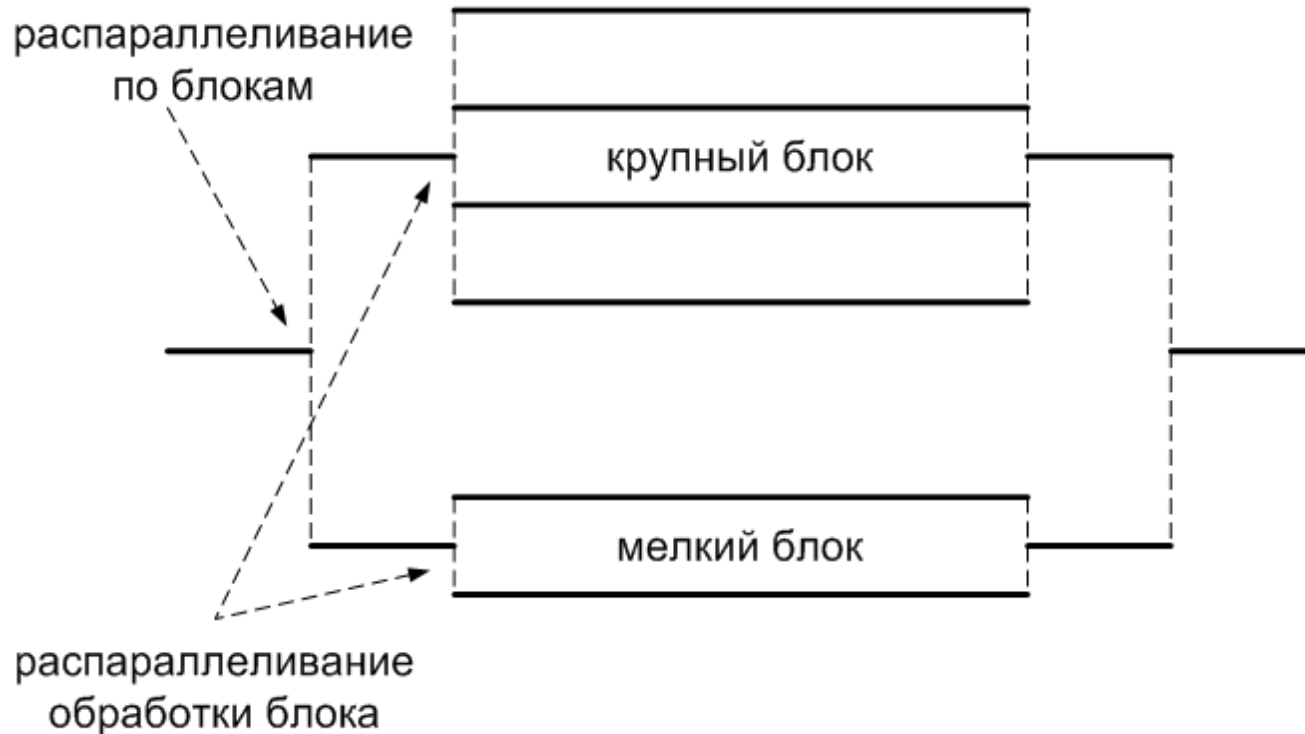 распараллеливание
по блокам
крупный блок
мелкий блок
распараллеливание
обработки блока